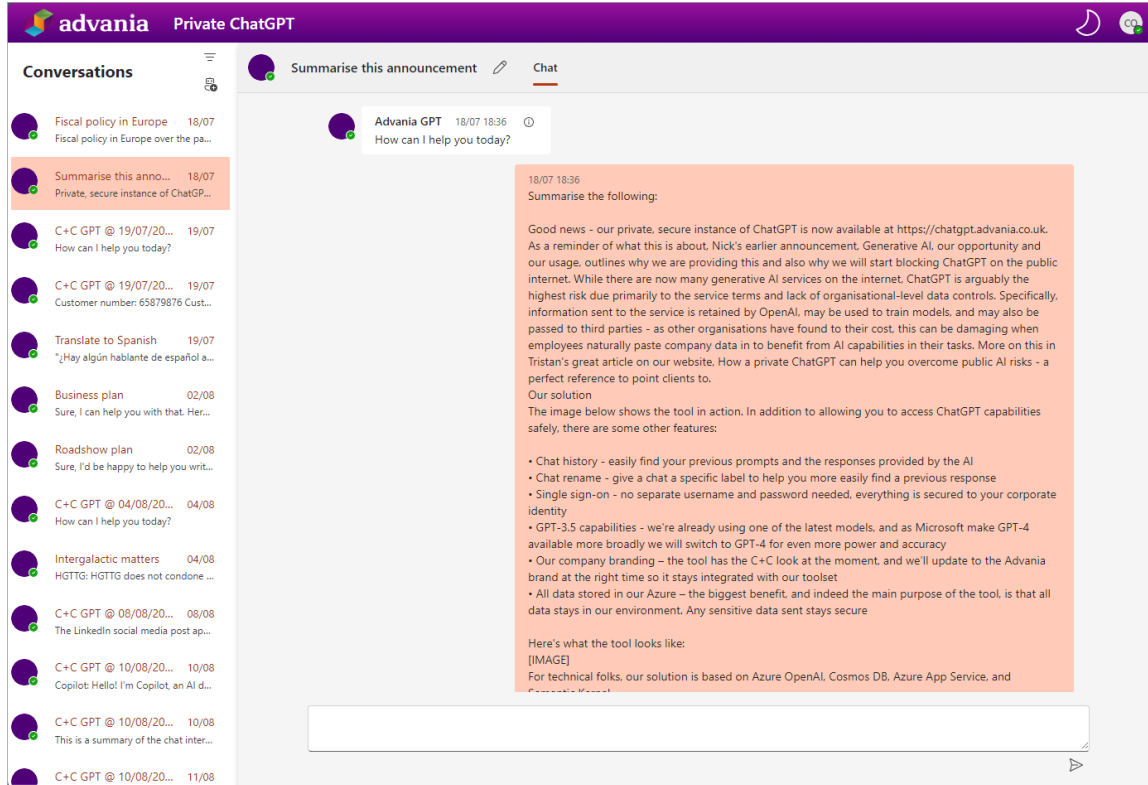 advania Private ChatGPT
CO
Conversations
Fiscal policy in Europe 18/07
Fiscal policy in Europe over the pa...
Summarise this anno... 18/07
Private, secure instance of ChatGP...
C+C GPT @ 19/07/20... 19/07
How can I help you today?
C+C GPT @ 19/07/20... 19/07
Customer number: 65879876 Cust...
Translate to Spanish 19/07
"¿Hay algún hablante de español a...
Business plan 02/08
Sure, I can help you with that. Her...
Roadshow plan 02/08
Sure, I'd be happy to help you writ...
C+C GPT @ 04/08/20... 04/08
How can I help you today?
Intergalactic matters 04/08
HGTTG: HGTTG does not condone ...
C+C GPT @ 08/08/20... 08/08
The LinkedIn social media post ap...
C+C GPT @ 10/08/20... 10/08
Copilot: Hello! I'm Copilot, an AI d...
C+C GPT @ 10/08/20... 10/08
This is a summary of the chat inter...
C+C GPT @ 10/08/20... 11/08
Summarise this announcement Chat
Advania GPT 18/07 18:36
How can I help you today?
18/07 18:36
Summarise the following:
Good news - our private, secure instance of ChatGPT is now available at https://chatgpt.advania.co.uk.
As a reminder of what this is about, Nick's earlier announcement, Generative AI, our opportunity and
our usage, outlines why we are providing this and also why we will start blocking ChatGPT on the public
internet. While there are now many generative AI services on the internet, ChatGPT is arguably the
highest risk due primarily to the service terms and lack of organisational-level data controls. Specifically,
information sent to the service is retained by OpenAI, may be used to train models, and may also be
passed to third parties - as other organisations have found to their cost, this can be damaging when
employees naturally paste company data in to benefit from AI capabilities in their tasks. More on this in
Tristan's great article on our website, How a private ChatGPT can help you overcome public AI risks - a
perfect reference to point clients to.
Our solution
The image below shows the tool in action. In addition to allowing you to access ChatGPT capabilities
safely, there are some other features:
• Chat history - easily find your previous prompts and the responses provided by the AI
• Chat rename - give a chat a specific label to help you more easily find a previous response
• Single sign-on - no separate username and password needed, everything is secured to your corporate
identity
• GPT-3.5 capabilities - we're already using one of the latest models, and as Microsoft make GPT-4
available more broadly we will switch to GPT-4 for even more power and accuracy
• Our company branding – the tool has the C+C look at the moment, and we'll update to the Advania
brand at the right time so it stays integrated with our toolset
• All data stored in our Azure – the biggest benefit, and indeed the main purpose of the tool, is that all
data stays in our environment. Any sensitive data sent stays secure
Here's what the tool looks like:
[IMAGE]
For technical folks, our solution is based on Azure OpenAI, Cosmos DB, Azure App Service, and
Semantic Kernel